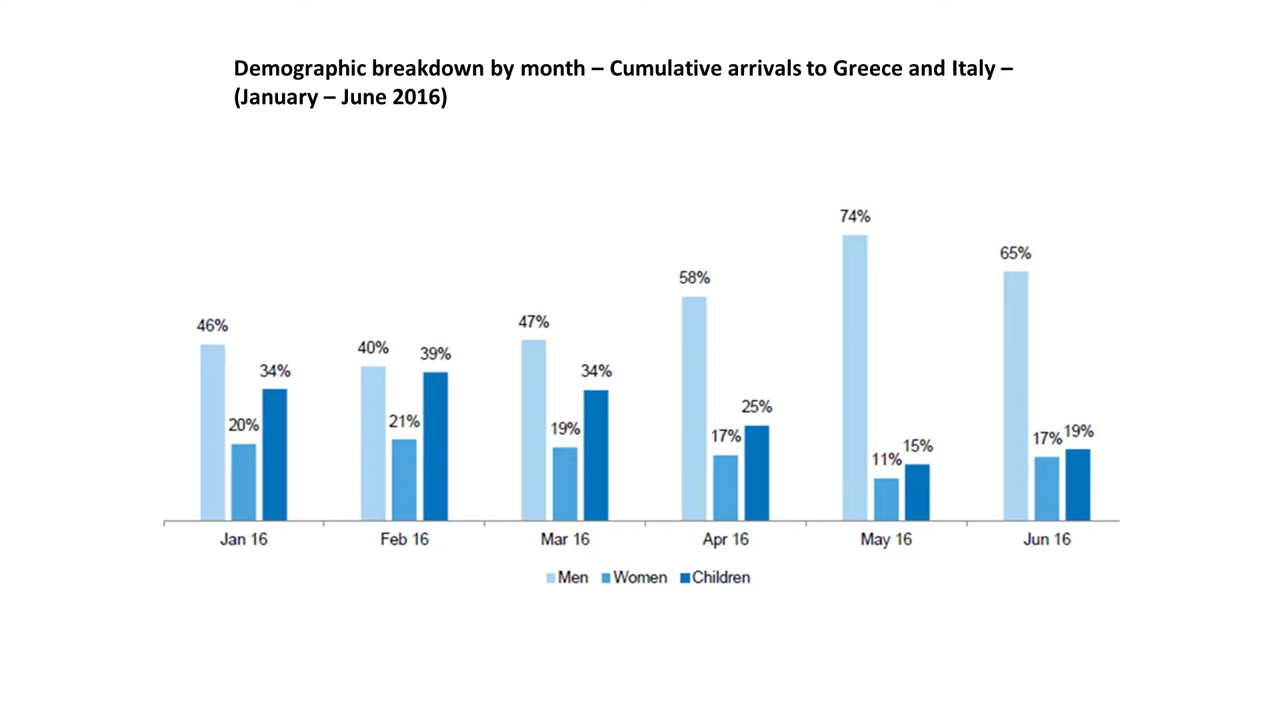 Demographic breakdown by month – Cumulative arrivals to Greece and Italy –
(January – June 2016)
74%
65%
58%
46%
40%
39%
47%
34%
34%
25%
20%
21%
19%
17%
11%
15%
17%
19%
Jan 16
Feb 16
Mar 16
Apr 16
May 16
Jun 16
Men
Women
Children